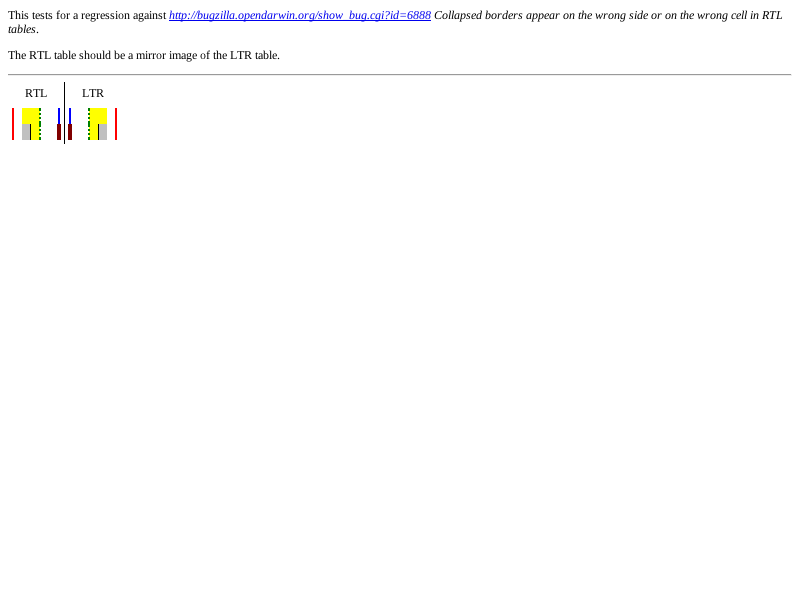 This tests for a regression against http://bugzilla.opendarwin.org/show_bug.cgi?id=6888 Collapsed borders appear on the wrong side or on the wrong cell in RTL
tables.
The RTL table should be a mirror image of the LTR table.
RTL LTR